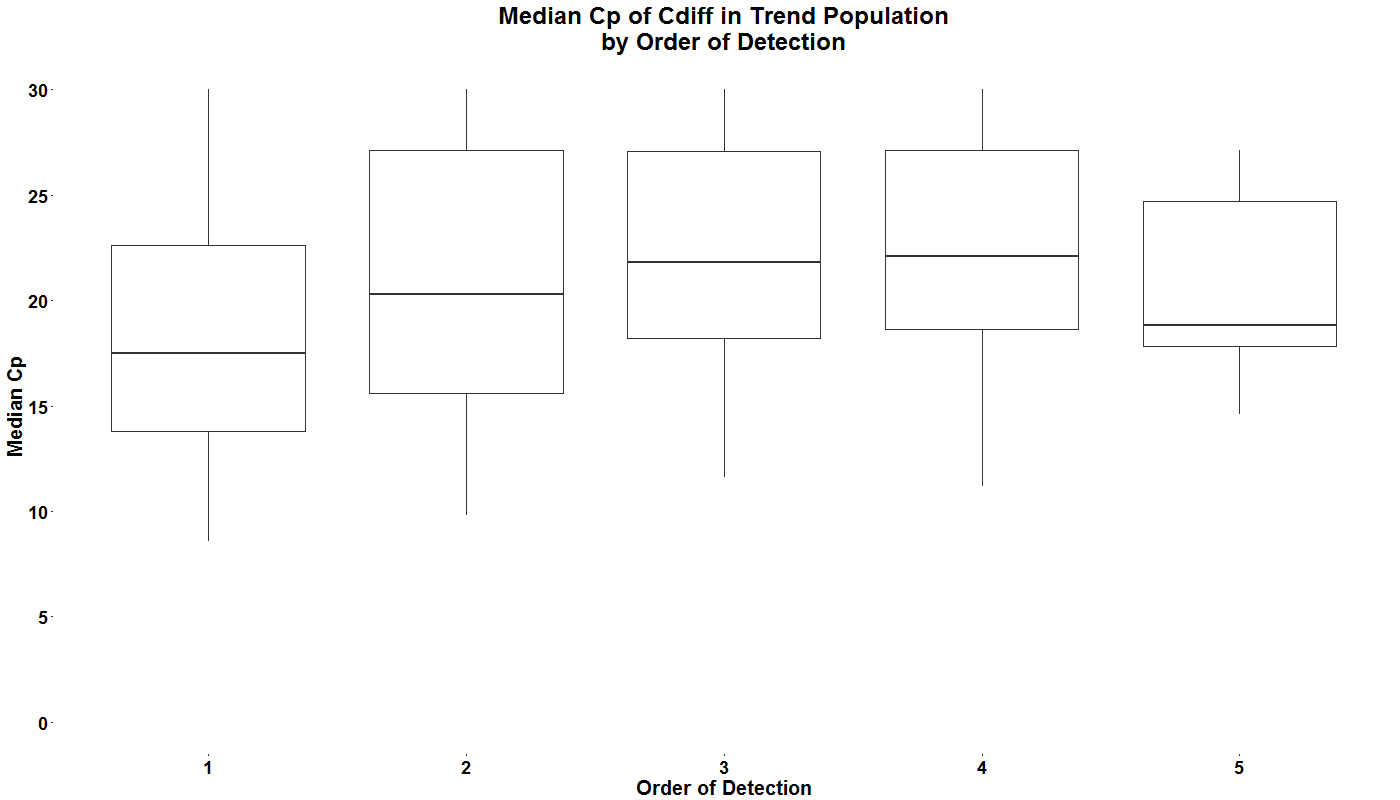 Median Cp of Cdiff in Trend Population
by Order of Detection
30
25
20
15
10
5
0
Median Cp
1 2 3 4 5
Order of Detection